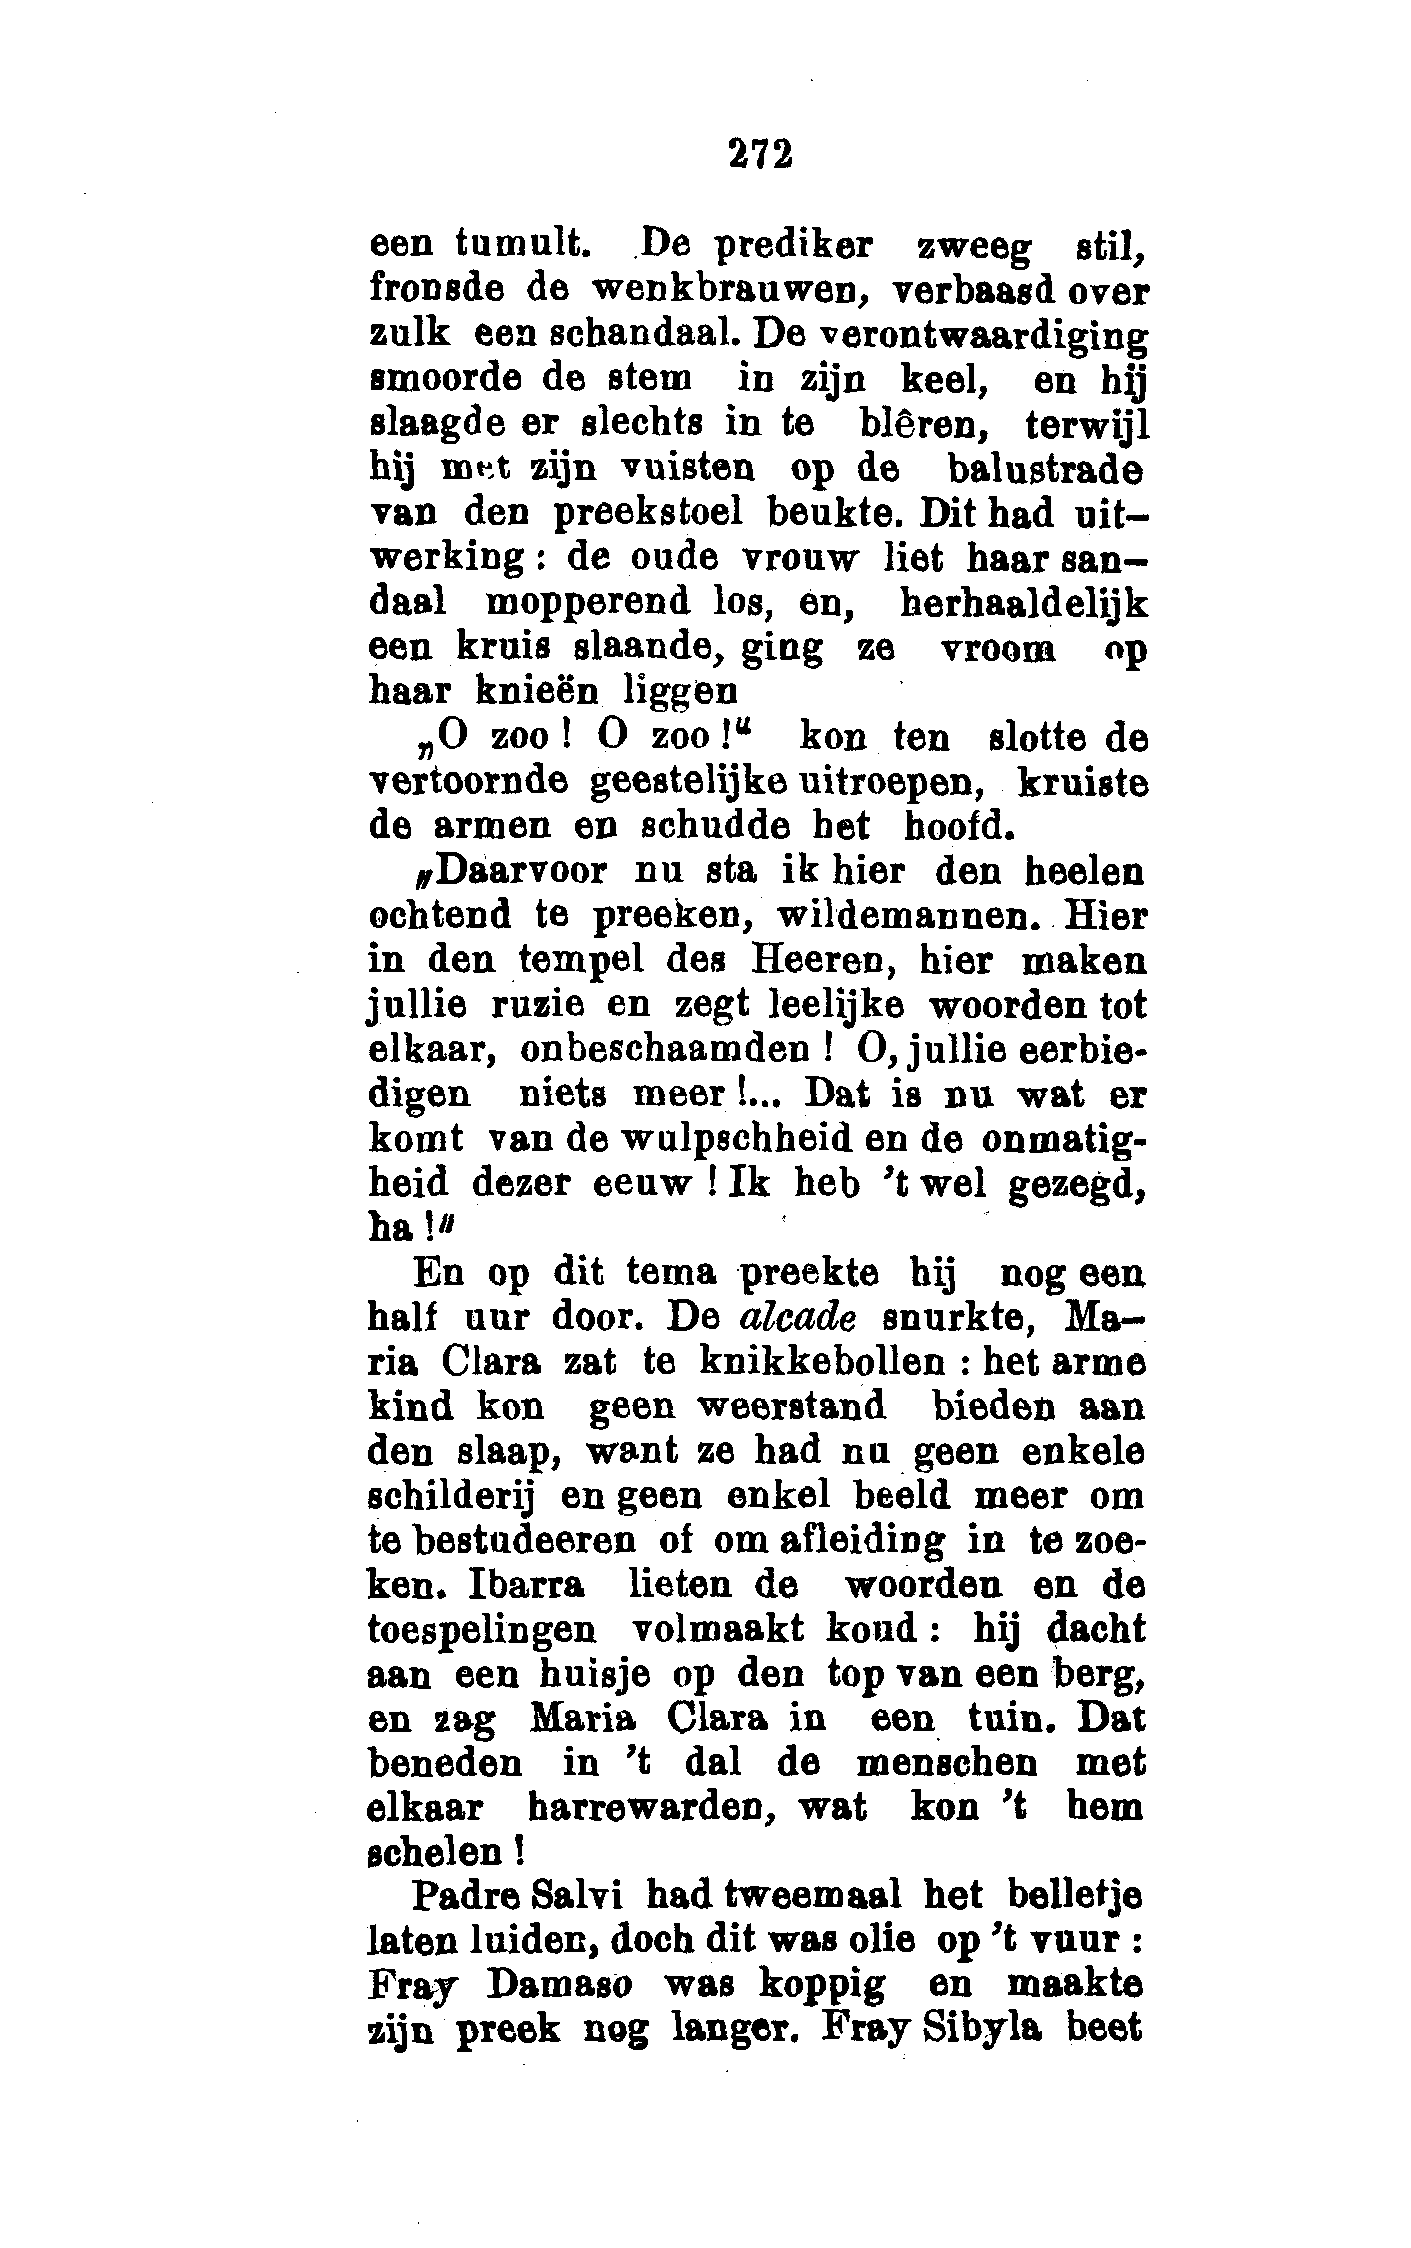 272
een tumult. De prediker zweeg stil,
fronsde de wenkbrauwen, verbaasd over
zulk een schandaal. De verontwaardiging
smoorde de stem in zijn keel, en hij
slaagde er slechts in te blêren, terwijl
hij met zijn vuisten op de balustrade
van den preekstoel beukte. Dit had uit-
werking : de oude vrouw liet haar san-
daal mopperend los, en, herhaaldelijk
een kruis slaande, ging ze vroom op
haar knieën liggen
„O zoo ! O zoo !“ kon ten slotte de
vertoornde geestelijke uitroepen, kruiste
de armen en schudde het hoofd.
„Daarvoor nu sta ik hier den heelen
ochtend te preeken, wildemannen. Hier
in den tempel des Heeren, hier maken
jullie ruzie en zegt leelijke woorden tot
elkaar, onbeschaamden ! O, jullie eerbie-
digen niets meer !... Dat is nu wat er
komt van de wulpschheid en de onmatig-
heid dezer eeuw ! Ik heb 't wel gezegd,
ha !"
En op dit tema preekte hij nog een
half uur door. De alcade snurkte, Ma-
ria Clara zat te knikkebollen : het arme
kind kon geen weerstand bieden aan
den slaap, want ze had nu geen enkele
schilderij en geen enkel beeld meer om
te bestudeeren of om afleiding in te zoe-
ken. Ibarra lieten de woorden en de
toespelingen volmaakt koud : hij dacht
aan een huisje op den top van een berg,
en zag Maria Clara in een tuin. Dat
beneden in 't dal de menschen met
elkaar harrewarden, wat kon 't hem
schelen !
Padre Salvi had tweemaal het belletje
laten luiden, doch dit was olie op 't vuur :
Fray Damaso was koppig en maakte
zijn preek nog langer. Fray Sibyla beet